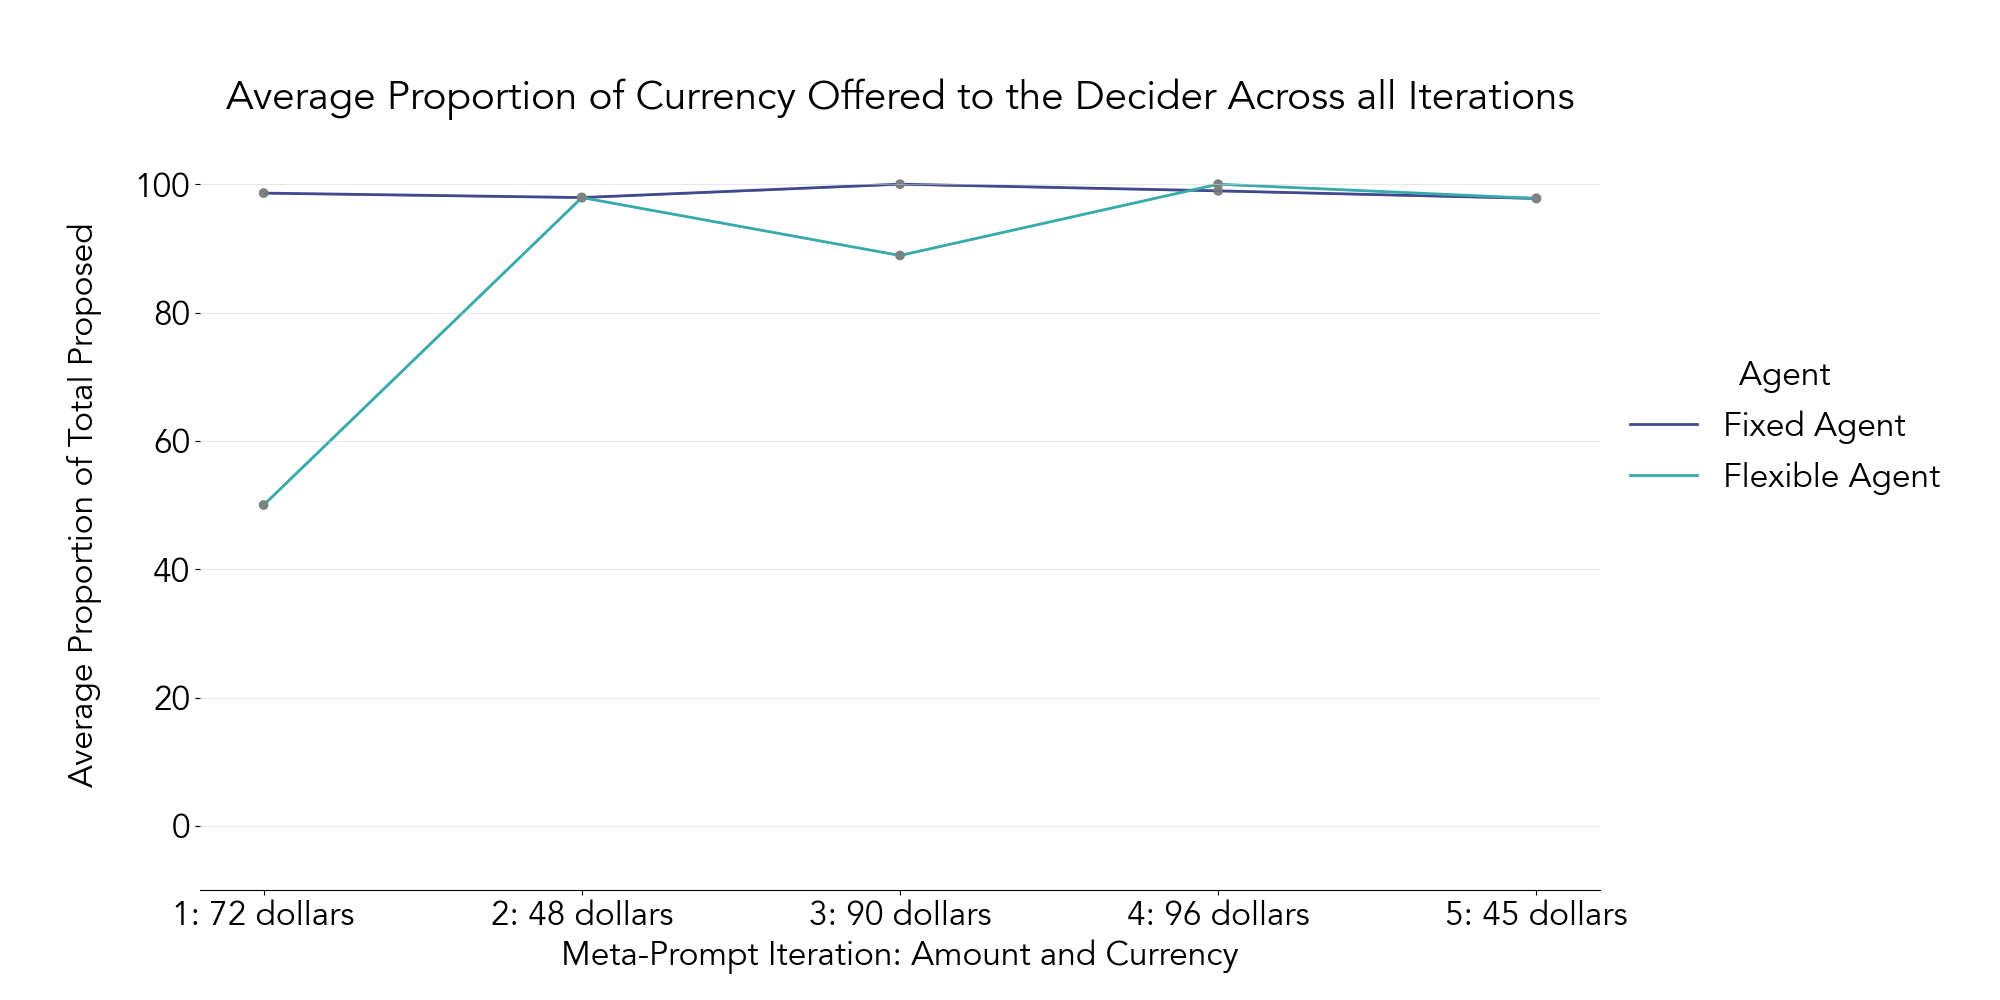 Average Proportion of Currency Offered to the Decider Across all Iterations
Average Proportion of Total Proposed
100
80
60
40
20
0
1: 72 dollars
2: 48 dollars
3: 90 dollars
4: 96 dollars
5: 45 dollars
Meta-Prompt Iteration: Amount and Currency
Agent
Fixed Agent
Flexible Agent